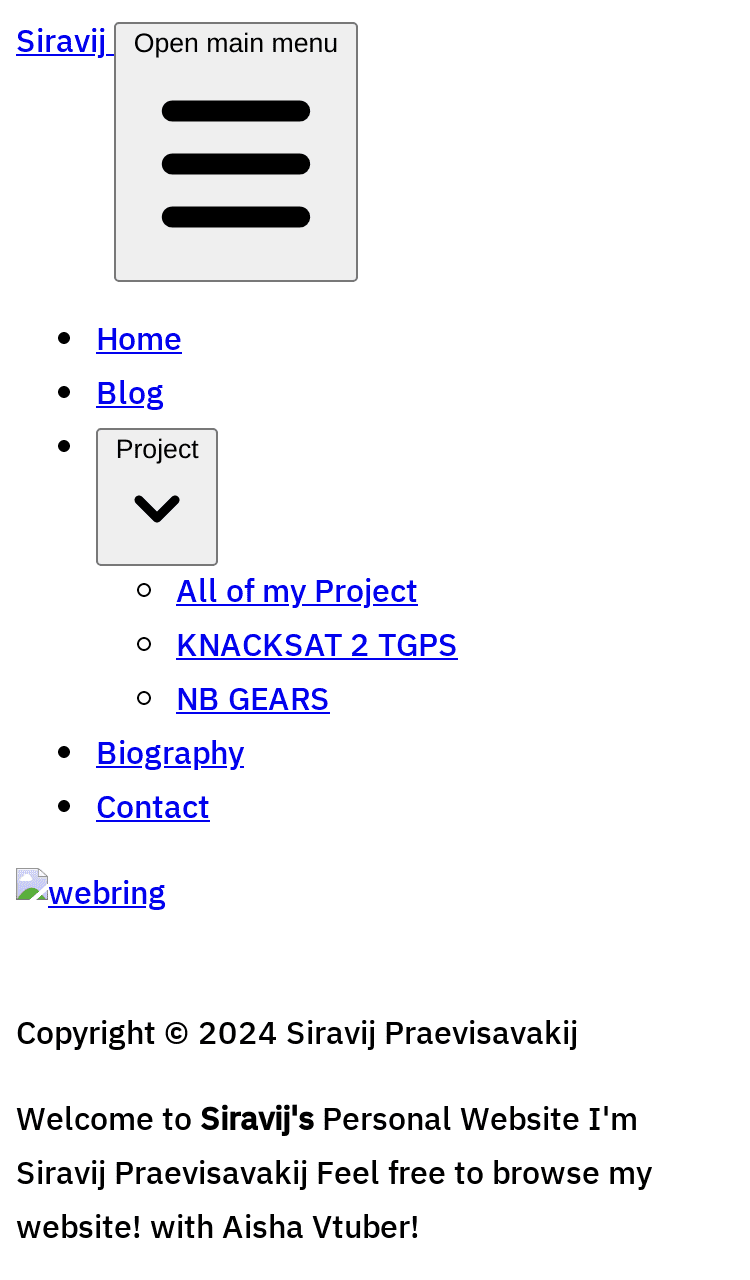 Siravij Open main menu
Home
Blog
Project
All of my Project
KNACKSAT 2 TGPS
NB GEARS
Biography
Contact
webring
Copyright © 2024 Siravij Praevisavakij
Welcome to Siravij's Personal Website I'm
Siravij Praevisavakij Feel free to browse my
website! with Aisha Vtuber!